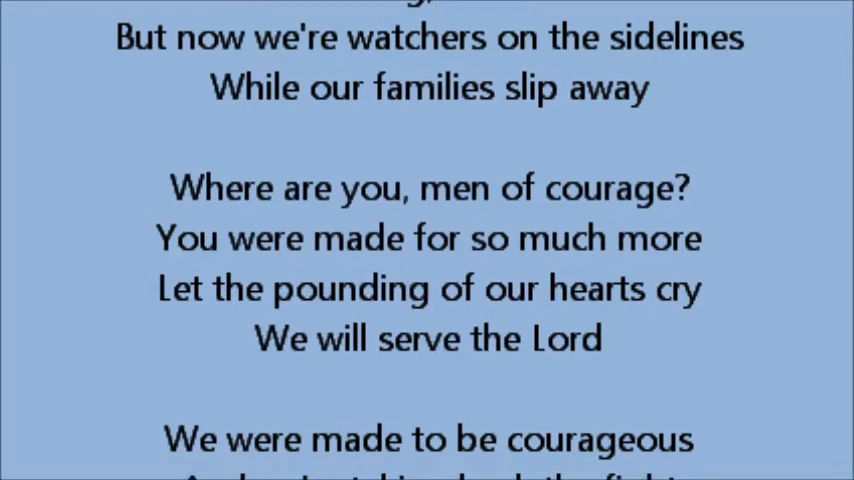 But now we're watchers on the sidelines
While our families slip away
Where are you, men of courage?
You were made for so much more
Let the pounding of our hearts cry
We will serve the Lord
We were made to be courageous